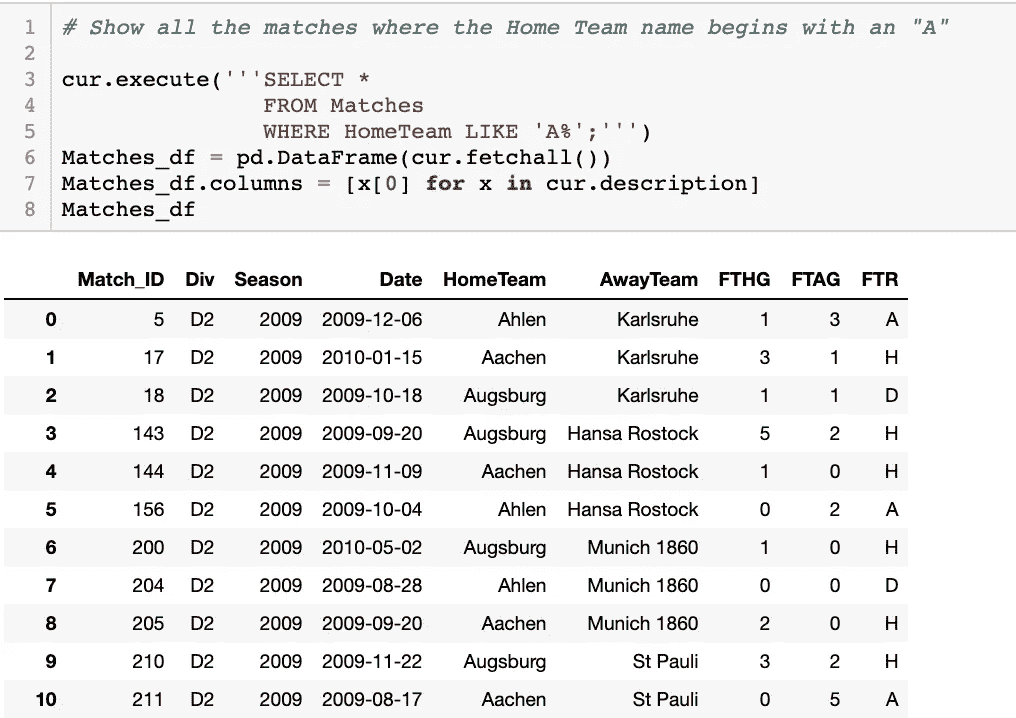 1 # Show all the matches where the Home Team name begins with an "A"
2
3 cur.execute('''SELECT *
4 FROM Matches
5 WHERE HomeTeam LIKE 'A%';''')
6 Matches_df = pd.DataFrame(cur.fetchall())
7 Matches_df.columns = [x[0] for x in cur.description]
8 Matches_df
Match_ID Div Season Date HomeTeam AwayTeam FTHG FTAG FTR
0 5 D2 2009 2009-12-06 Ahlen Karlsruhe 1 3 A
1 17 D2 2009 2010-01-15 Aachen Karlsruhe 3 1 H
2 18 D2 2009 2009-10-18 Augsburg Karlsruhe 1 1 D
3 143 D2 2009 2009-09-20 Augsburg Hansa Rostock 5 2 H
4 144 D2 2009 2009-11-09 Aachen Hansa Rostock 1 0 H
5 156 D2 2009 2009-10-04 Ahlen Hansa Rostock 0 2 A
6 200 D2 2009 2010-05-02 Augsburg Munich 1860 1 0 H
7 204 D2 2009 2009-08-28 Ahlen Munich 1860 0 0 D
8 205 D2 2009 2009-09-20 Aachen Munich 1860 2 0 H
9 210 D2 2009 2009-11-22 Augsburg St Pauli 3 2 H
10 211 D2 2009 2009-08-17 Aachen St Pauli 0 5 A